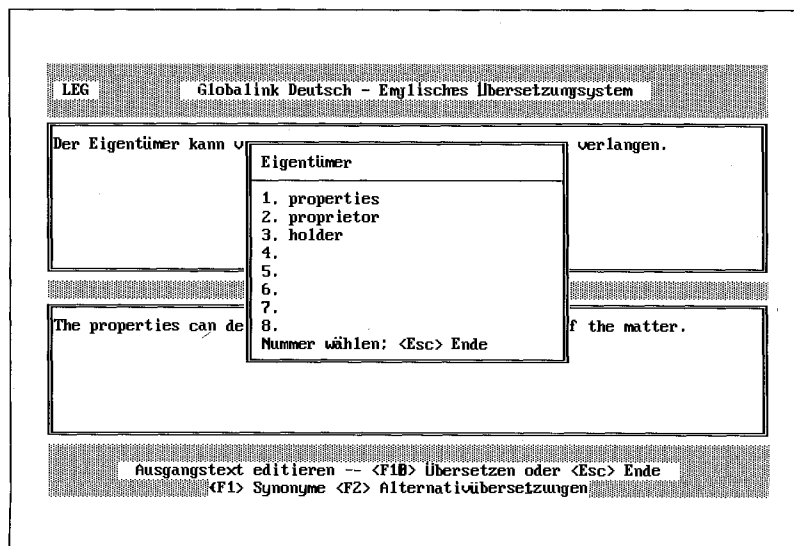 LEG
Globalink Deutsch - Englisches Übersetzungsystem
Der Eigentümer kann v
verlangen.
Eigentümer
1. properties
2. proprietor
3. holder
4.
5.
6.
7.
8.
Nummer wählen; <Esc> Ende
The properties can de
f the matter.
Ausgangstext editieren -- <F10> Übersetzen oder <Esc> Ende
<F1> Synonyme <F2> Alternativübersetzungen